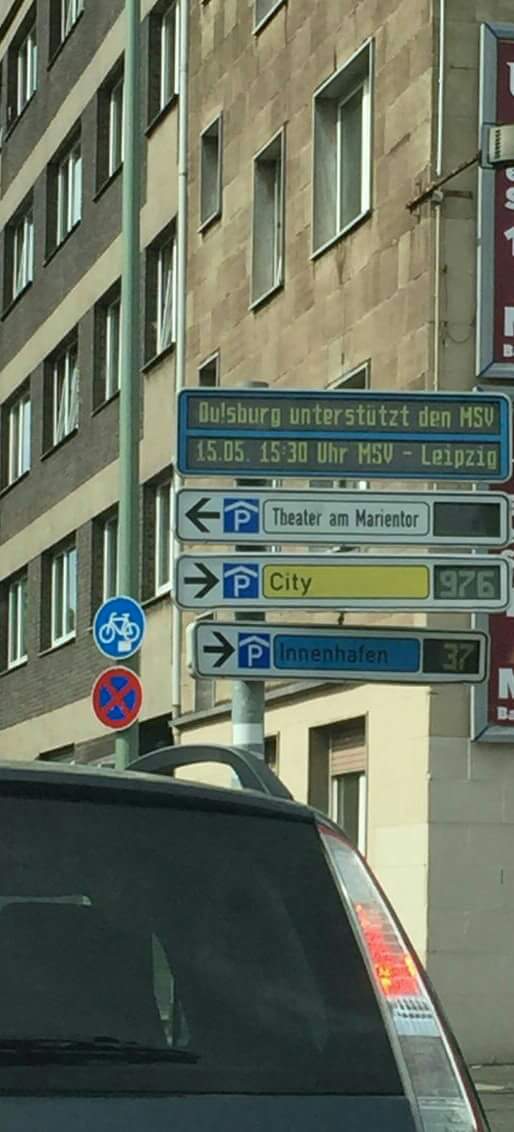 Duisburg unterstützt den MSV
15.05. 15:30 Uhr MSV - Leipzig
P Theater am Marientor
P City 976
P Innenhafen 37